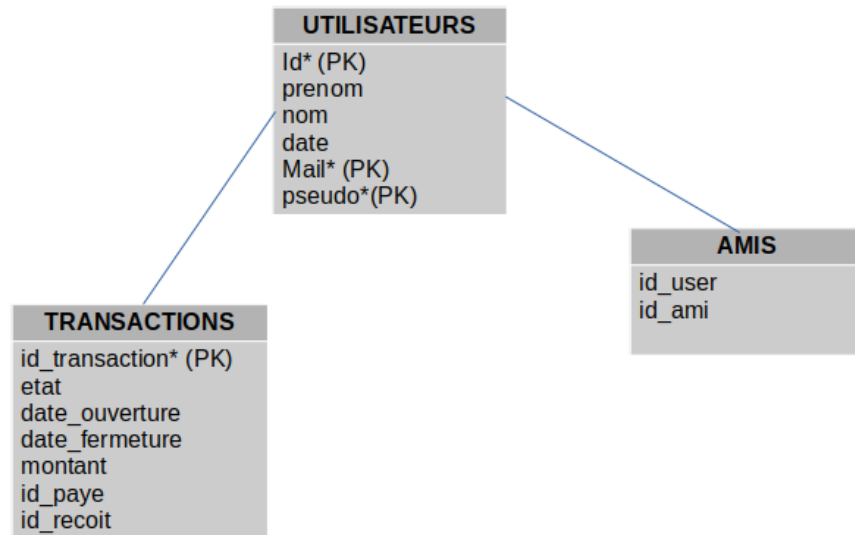 UTILISATEURS
Id* (PK)
prenom
nom
date
Mail* (PK)
pseudo*(PK)
AMIS
id_user
id_ami
TRANSACTIONS
id_transaction* (PK)
etat
date_ouverture
date_fermeture
montant
id_paye
id_recoit